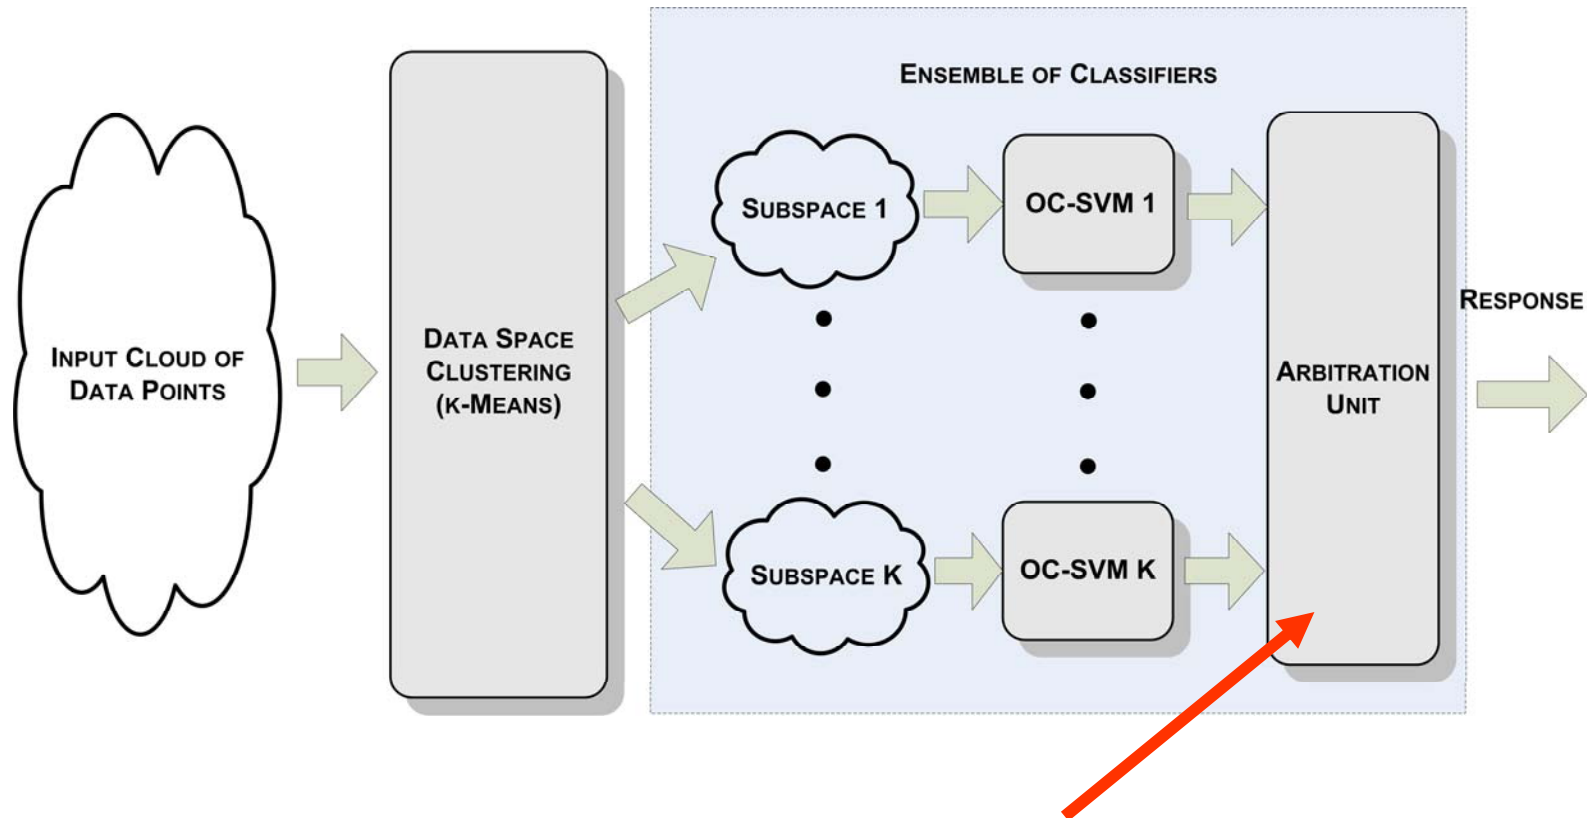 ENSEMBLE OF CLASSIFIERS
INPUT CLOUD OF
DATA POINTS
DATA SPACE
CLUSTERING
(K-MEANS)
SUBSPACE 1
OC-SVM 1
SUBSPACE K
OC-SVM K
ARBITRATION
UNIT
RESPONSE